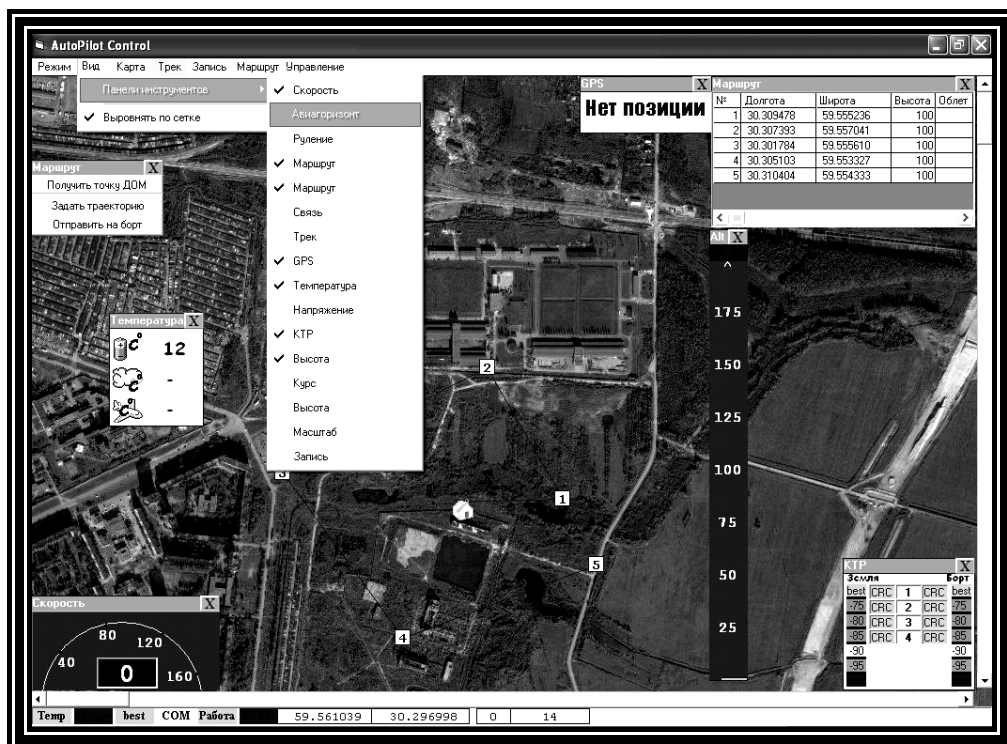 AutoPilot Control
Режим Вид Карта Трек Запись Маршрут Управление
Панели инструментов
Выровнять по сетке
Скорость
Авиагоризонт
Руление
Маршрут
Маршрут
Связь
Трек
GPS
Температура
Напряжение
КТР
Высота
Курс
Высота
Масштаб
Запись
GPS X
Нет позиции
Маршрут X
№ Долгота Широта Высота Облет
1 30.309478 59.555236 100
2 30.307393 59.557041 100
3 30.301784 59.555610 100
4 30.305103 59.553327 100
5 30.310404 59.554333 100
Маршрут X
Получить точку ДОМ
Задать траекторию
Отправить на борт
Alt X
175
150
125
100
75
50
25
Температура X
C° 12
C° -
C° -
2
3
1
5
4
Скорость X
40 80 120 160
0
КТР X
Земля Борт
best CRC 1 CRC best
-75 CRC 2 CRC -75
-80 CRC 3 CRC -80
-85 CRC 4 CRC -85
-90 -90
-95 -95
Temp best COM Работа 59.561039 30.296998 0 14